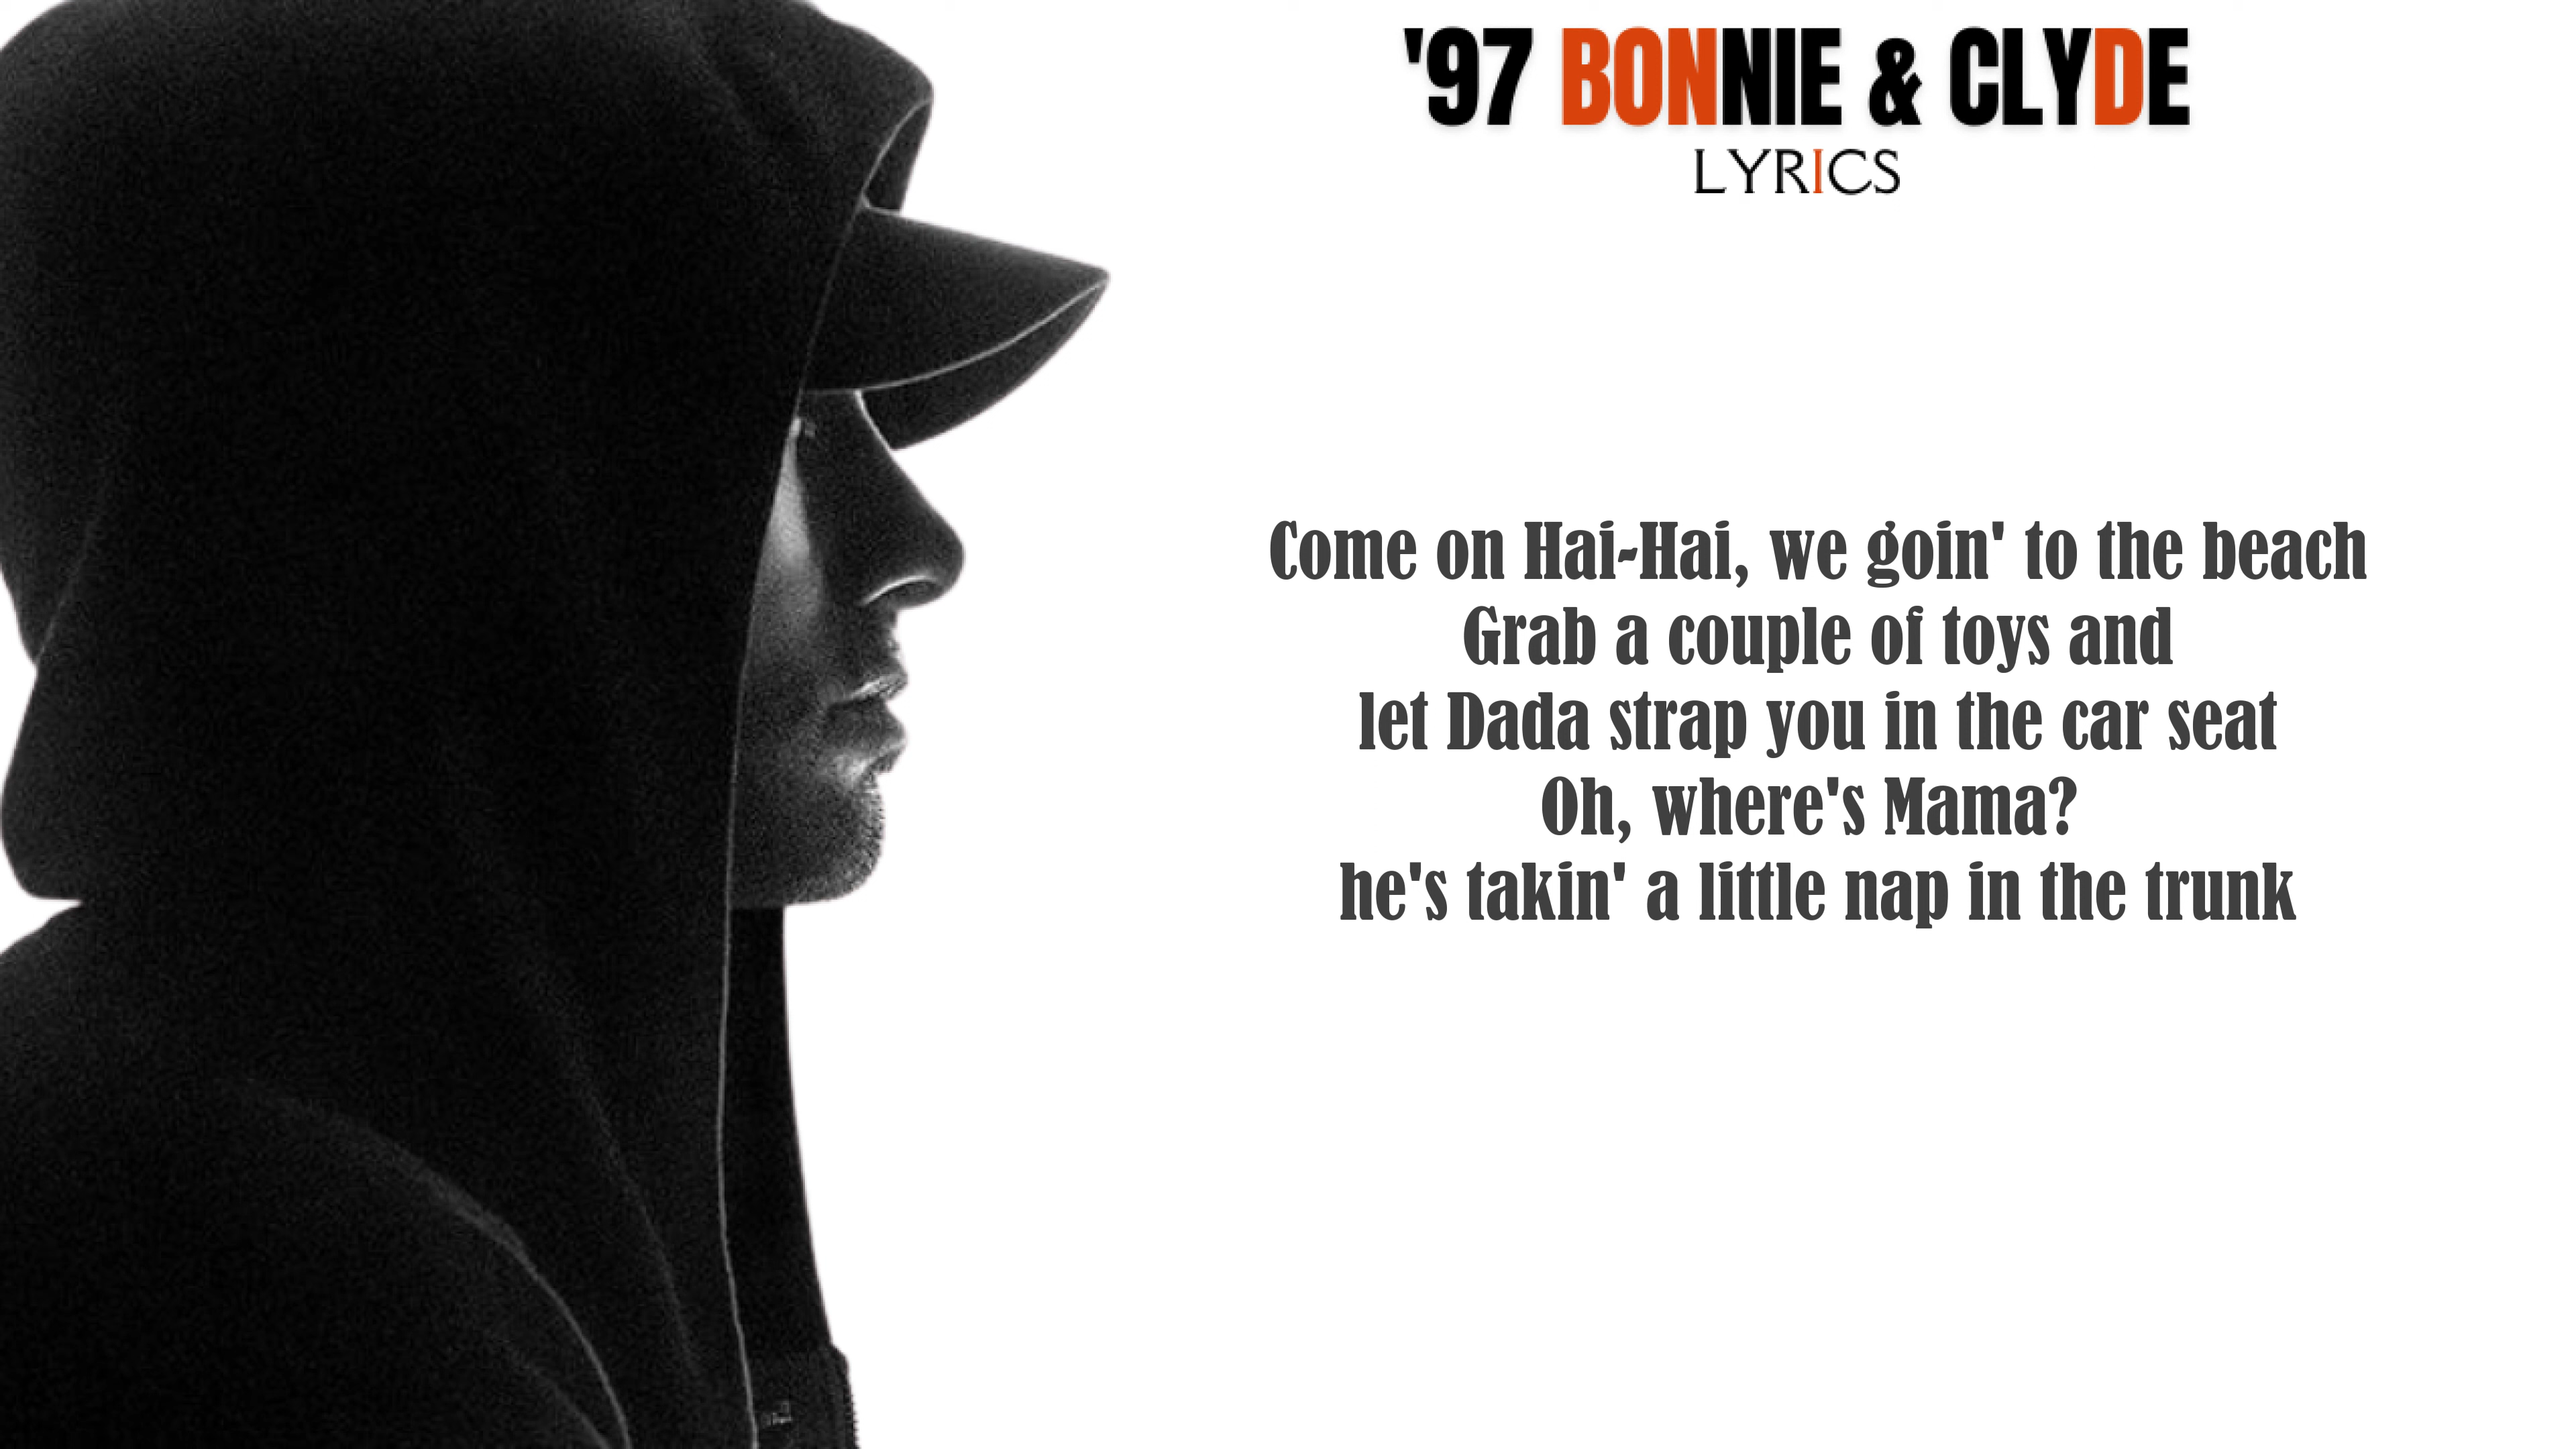 '97 BONNIE & CLYDE
LYRICS
Come on Hai-Hai, we goin' to the beach
Grab a couple of toys and
let Dada strap you in the car seat
Oh, where's Mama?
he's takin' a little nap in the trunk